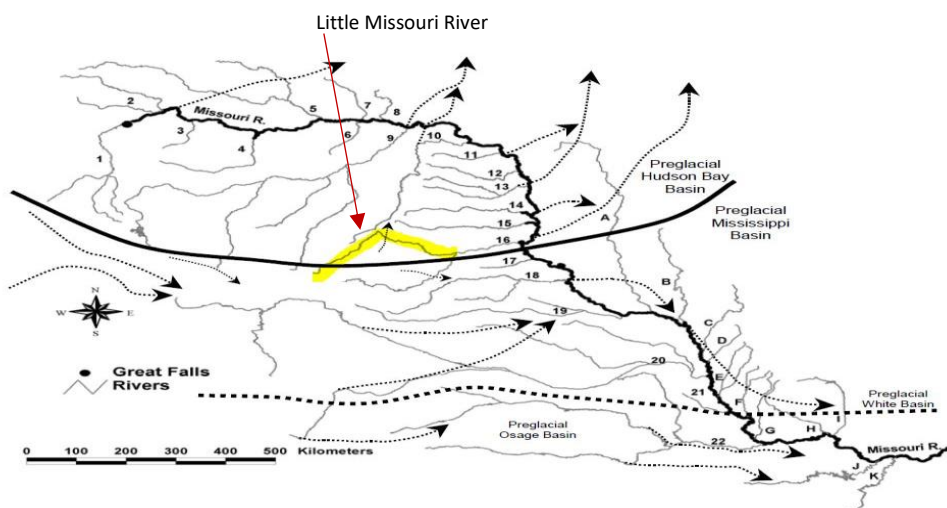 Little Missouri River
2
Missouri R.
5
7
8
3
6
9
10
4
1
11
12
13
Preglacial
Hudson Bay
Basin
14
A
Preglacial
Mississippi
Basin
15
16
17
18
B
N
W E
S
19
C
D
Great Falls
Rivers
20
E
21
F
Preglacial
White Basin
Preglacial
Osage Basin
G
H
I
22
Missouri R.
Kilometers
0 100 200 300 400 500
J
K